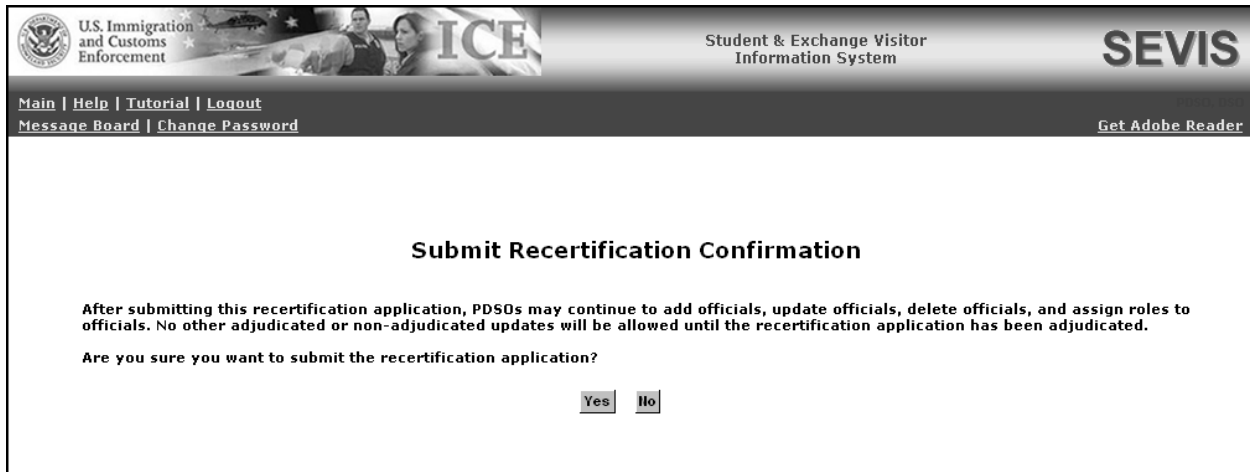 U.S. Immigration
and Customs
Enforcement
ICE
Student & Exchange Visitor
Information System
SEVIS
Main | Help | Tutorial | Logout
Message Board | Change Password
Get Adobe Reader
Submit Recertification Confirmation
After submitting this recertification application, PDSOs may continue to add officials, update officials, delete officials, and assign roles to
officials. No other adjudicated or non-adjudicated updates will be allowed until the recertification application has been adjudicated.
Are you sure you want to submit the recertification application?
Yes No